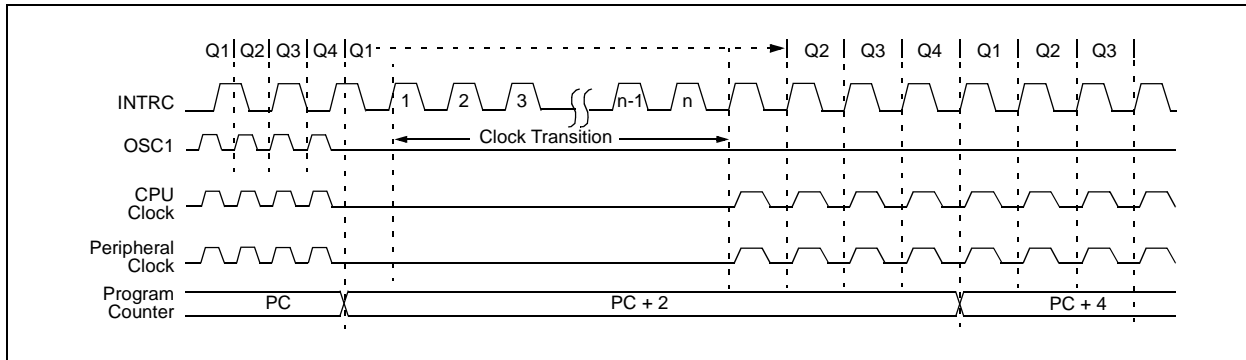 Q1 Q2 Q3 Q4 Q1 Q2 Q3 Q4 Q1 Q2 Q3
INTRC 1 2 3 n-1 n
Clock Transition
OSC1
CPU
Clock
Peripheral
Clock
Program
Counter
PC PC + 2 PC + 4